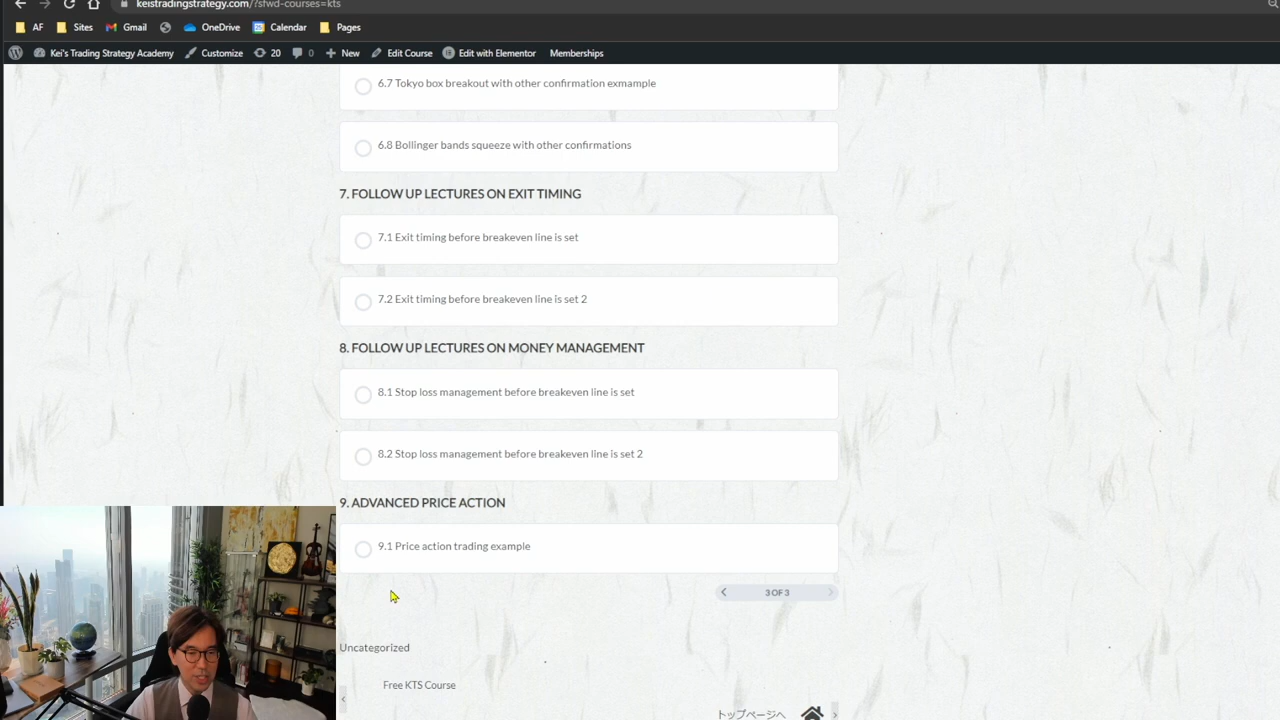 keistradingstrategy.com/?sfwd-courses=kts
AF Sites Gmail OneDrive Calendar Pages
Kei's Trading Strategy Academy Customize 20 0 New Edit Course Edit with Elementor Memberships
6.7 Tokyo box breakout with other confirmation exmample
6.8 Bollinger bands squeeze with other confirmations
7. FOLLOW UP LECTURES ON EXIT TIMING
7.1 Exit timing before breakeven line is set
7.2 Exit timing before breakeven line is set 2
8. FOLLOW UP LECTURES ON MONEY MANAGEMENT
8.1 Stop loss management before breakeven line is set
8.2 Stop loss management before breakeven line is set 2
9. ADVANCED PRICE ACTION
9.1 Price action trading example
3 OF 3
Uncategorized
Free KTS Course
トップページへ